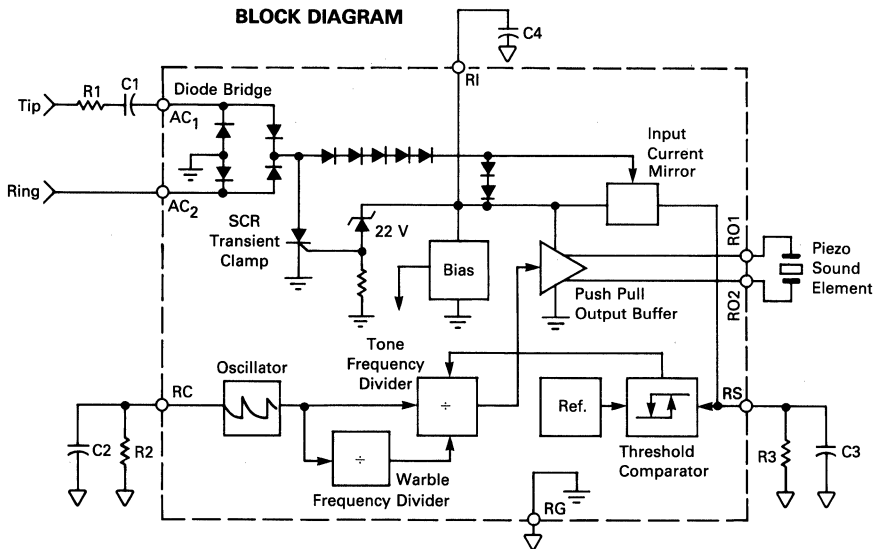 BLOCK DIAGRAM
C4
RI
R1
C1
Diode Bridge
Tip
AC1
Input
Current
Mirror
Ring
AC2
SCR
Transient
Clamp
22 V
Bias
RO1
RO2
Piezo
Sound
Element
Push Pull
Output Buffer
Tone
Frequency
Divider
Oscillator
RC
÷
Ref.
RS
C2
R2
÷
Warble
Frequency Divider
Threshold
Comparator
R3
C3
RG